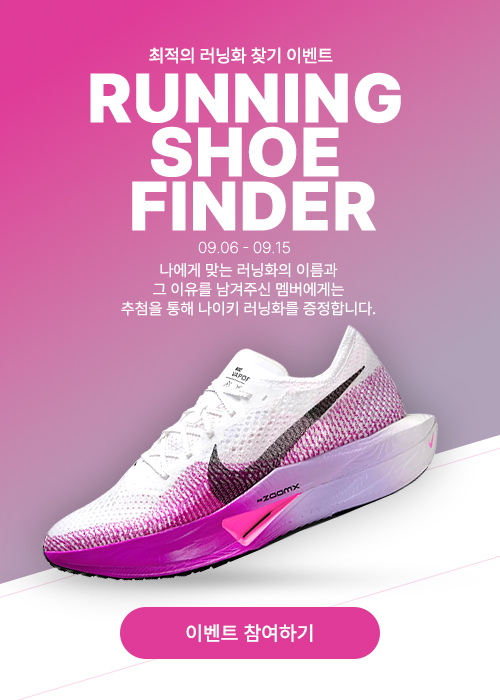 최적의 러닝화 찾기 이벤트
RUNNING
SHOE
FINDER
09.06 - 09.15
나에게 맞는 러닝화의 이름과
그 이유를 남겨주신 멤버에게는
추첨을 통해 나이키 러닝화를 증정합니다.
VAPOR
ZOOMX
이벤트 참여하기